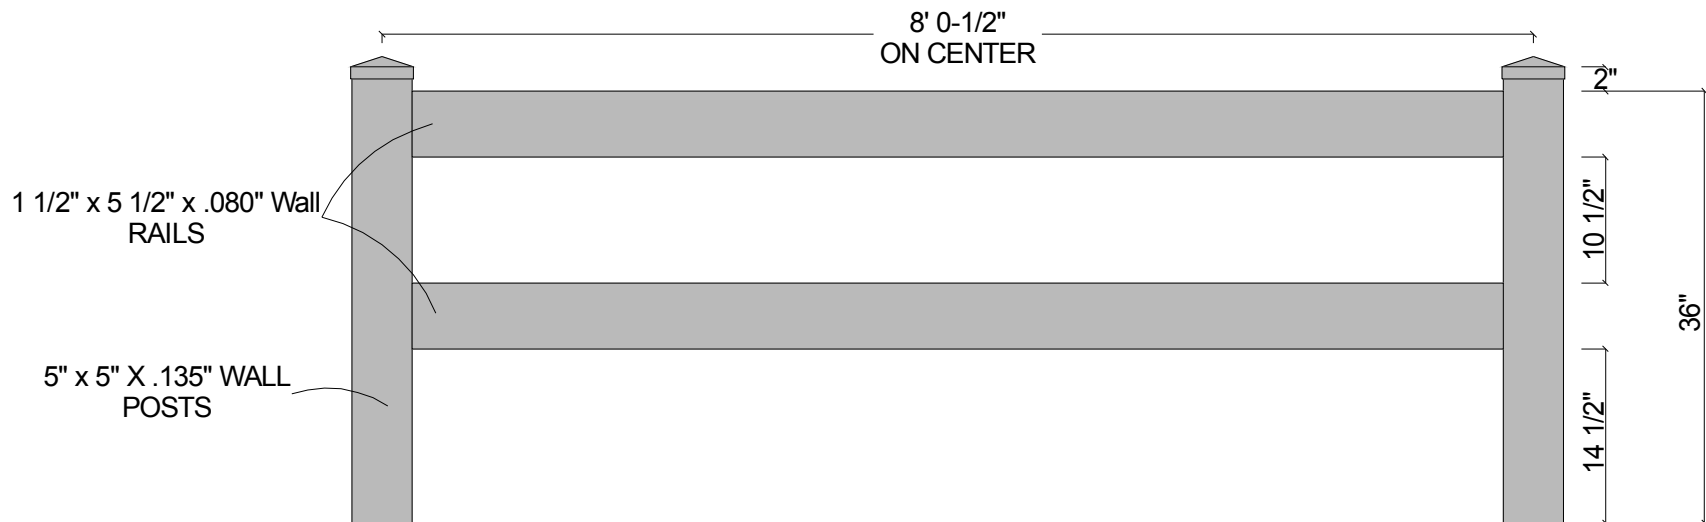 8' 0-1/2"
ON CENTER
2"
1 1/2" x 5 1/2" x .080" Wall
RAILS
10 1/2"
36"
5" x 5" X .135" WALL
POSTS
14 1/2"